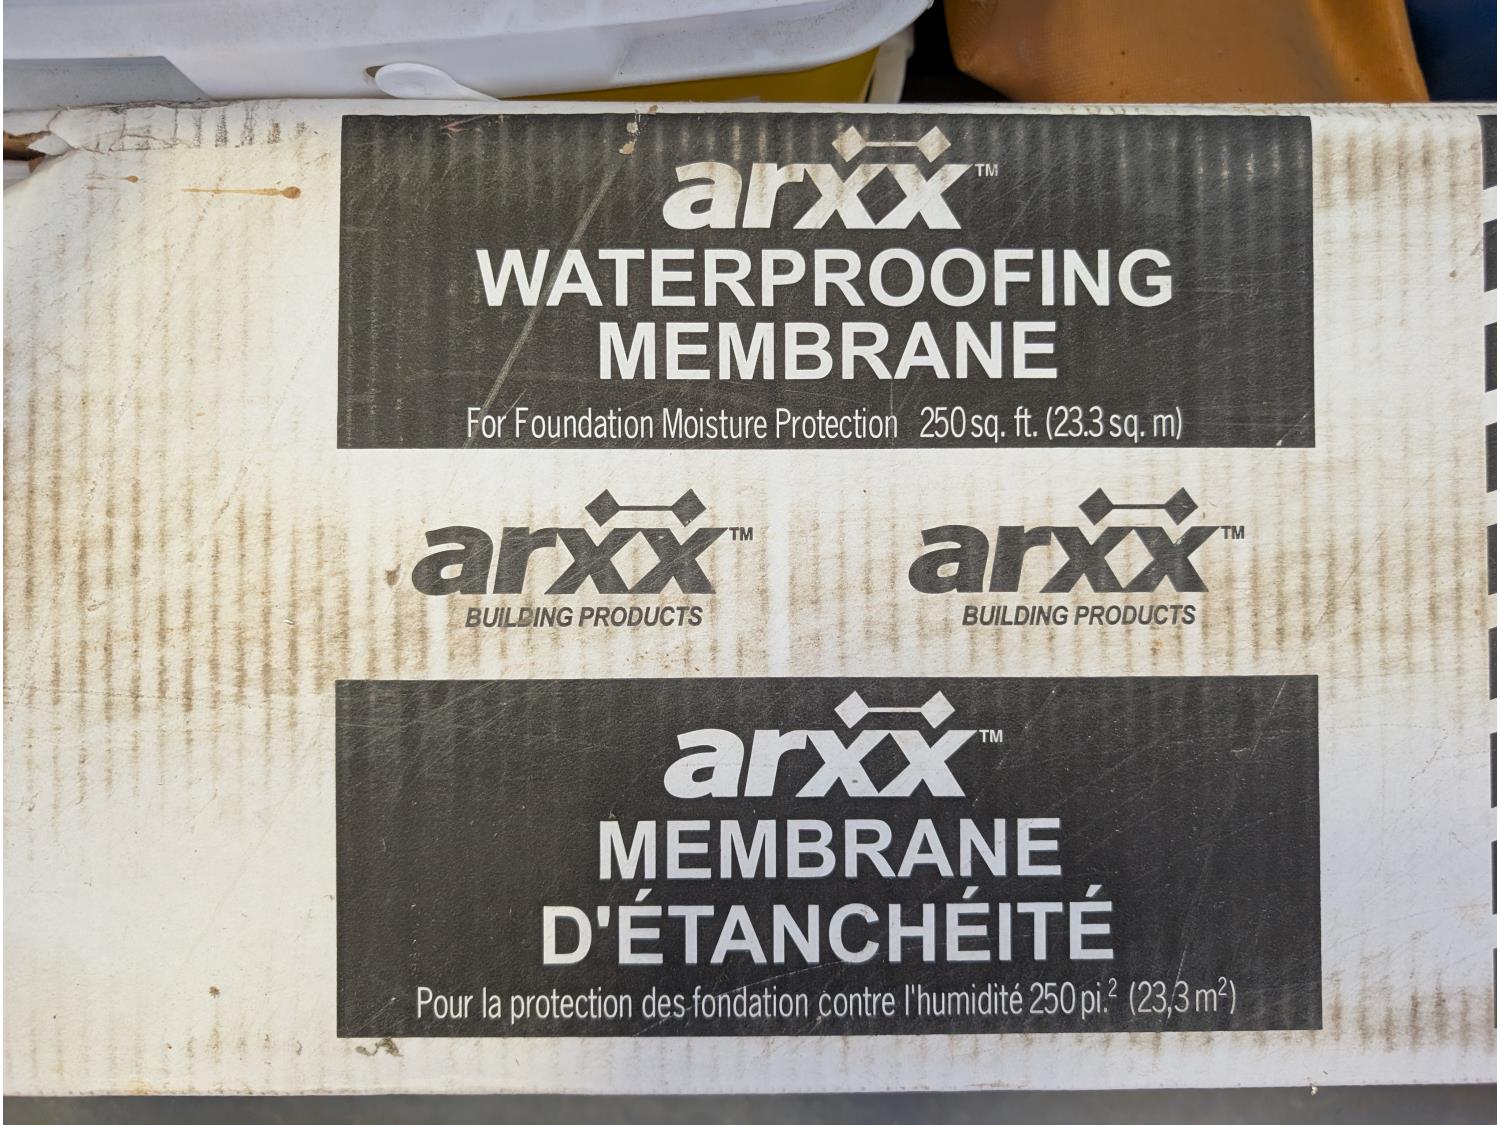 arxx™
WATERPROOFING
MEMBRANE
For Foundation Moisture Protection 250 sq. ft. (23.3 sq. m)
arxx™ arxx™
BUILDING PRODUCTS BUILDING PRODUCTS
arxx™
MEMBRANE
D'ÉTANCHÉITÉ
Pour la protection des fondation contre l'humidité 250 pi.² (23,3 m²)